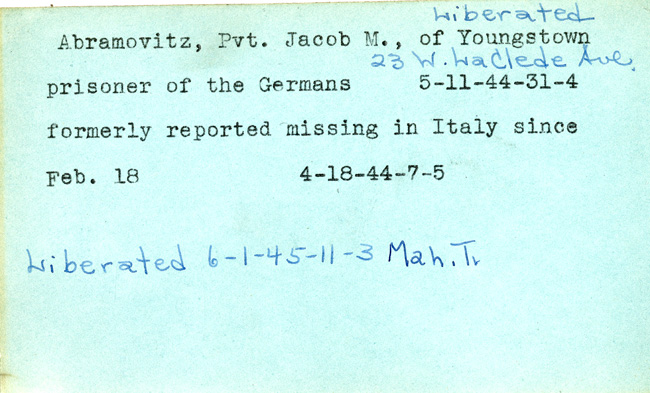 Liberated
Abramovitz, Pvt. Jacob M., of Youngstown
23 W. LaClede Ave.
prisoner of the Germans 5-11-44-31-4
formerly reported missing in Italy since
Feb. 18 4-18-44-7-5
Liberated 6-1-45-11-3 Mah. Tr